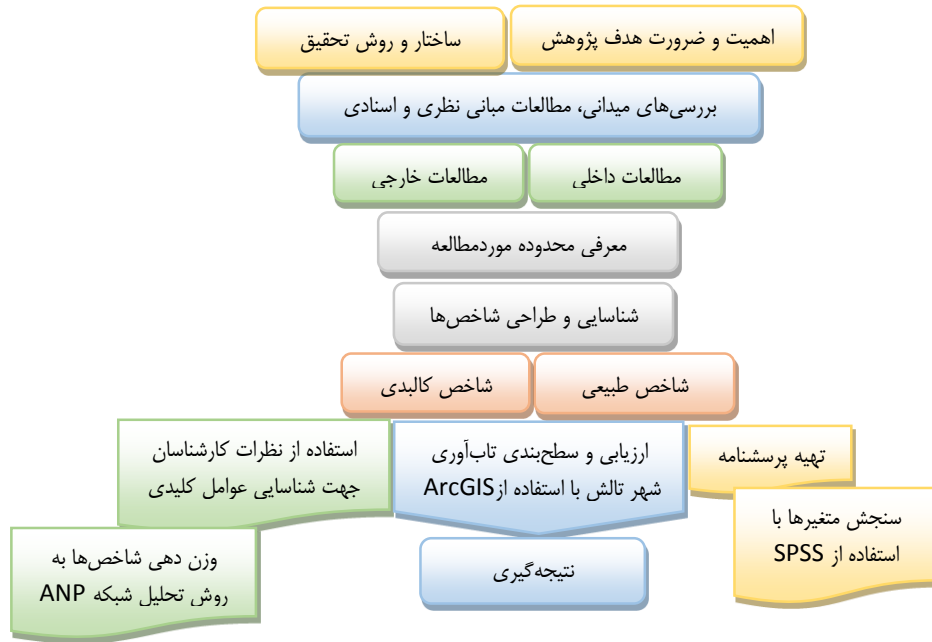 اهمیت و ضرورت هدف پژوهش
ساختار و روش تحقیق
بررسی‌های میدانی، مطالعات مبانی نظری و اسنادی
مطالعات داخلی
مطالعات خارجی
معرفی محدوده موردمطالعه
شناسایی و طراحی شاخص‌ها
شاخص طبیعی
شاخص کالبدی
تهیه پرسشنامه
ارزیابی و سطح‌بندی تاب‌آوری
شهر تالش با استفاده از ArcGIS
استفاده از نظرات کارشناسان
جهت شناسایی عوامل کلیدی
سنجش متغیرها با
استفاده از SPSS
نتیجه‌گیری
وزن دهی شاخص‌ها به
روش تحلیل شبکه ANP